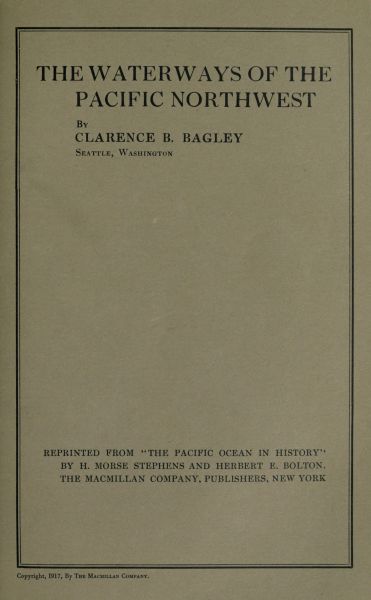 THE WATERWAYS OF THE
PACIFIC NORTHWEST
By
CLARENCE B. BAGLEY
Seattle, Washington
REPRINTED FROM "THE PACIFIC OCEAN IN HISTORY"
BY H. MORSE STEPHENS AND HERBERT E. BOLTON.
THE MACMILLAN COMPANY, PUBLISHERS, NEW YORK
Copyright, 1917, By The Macmillan Company.